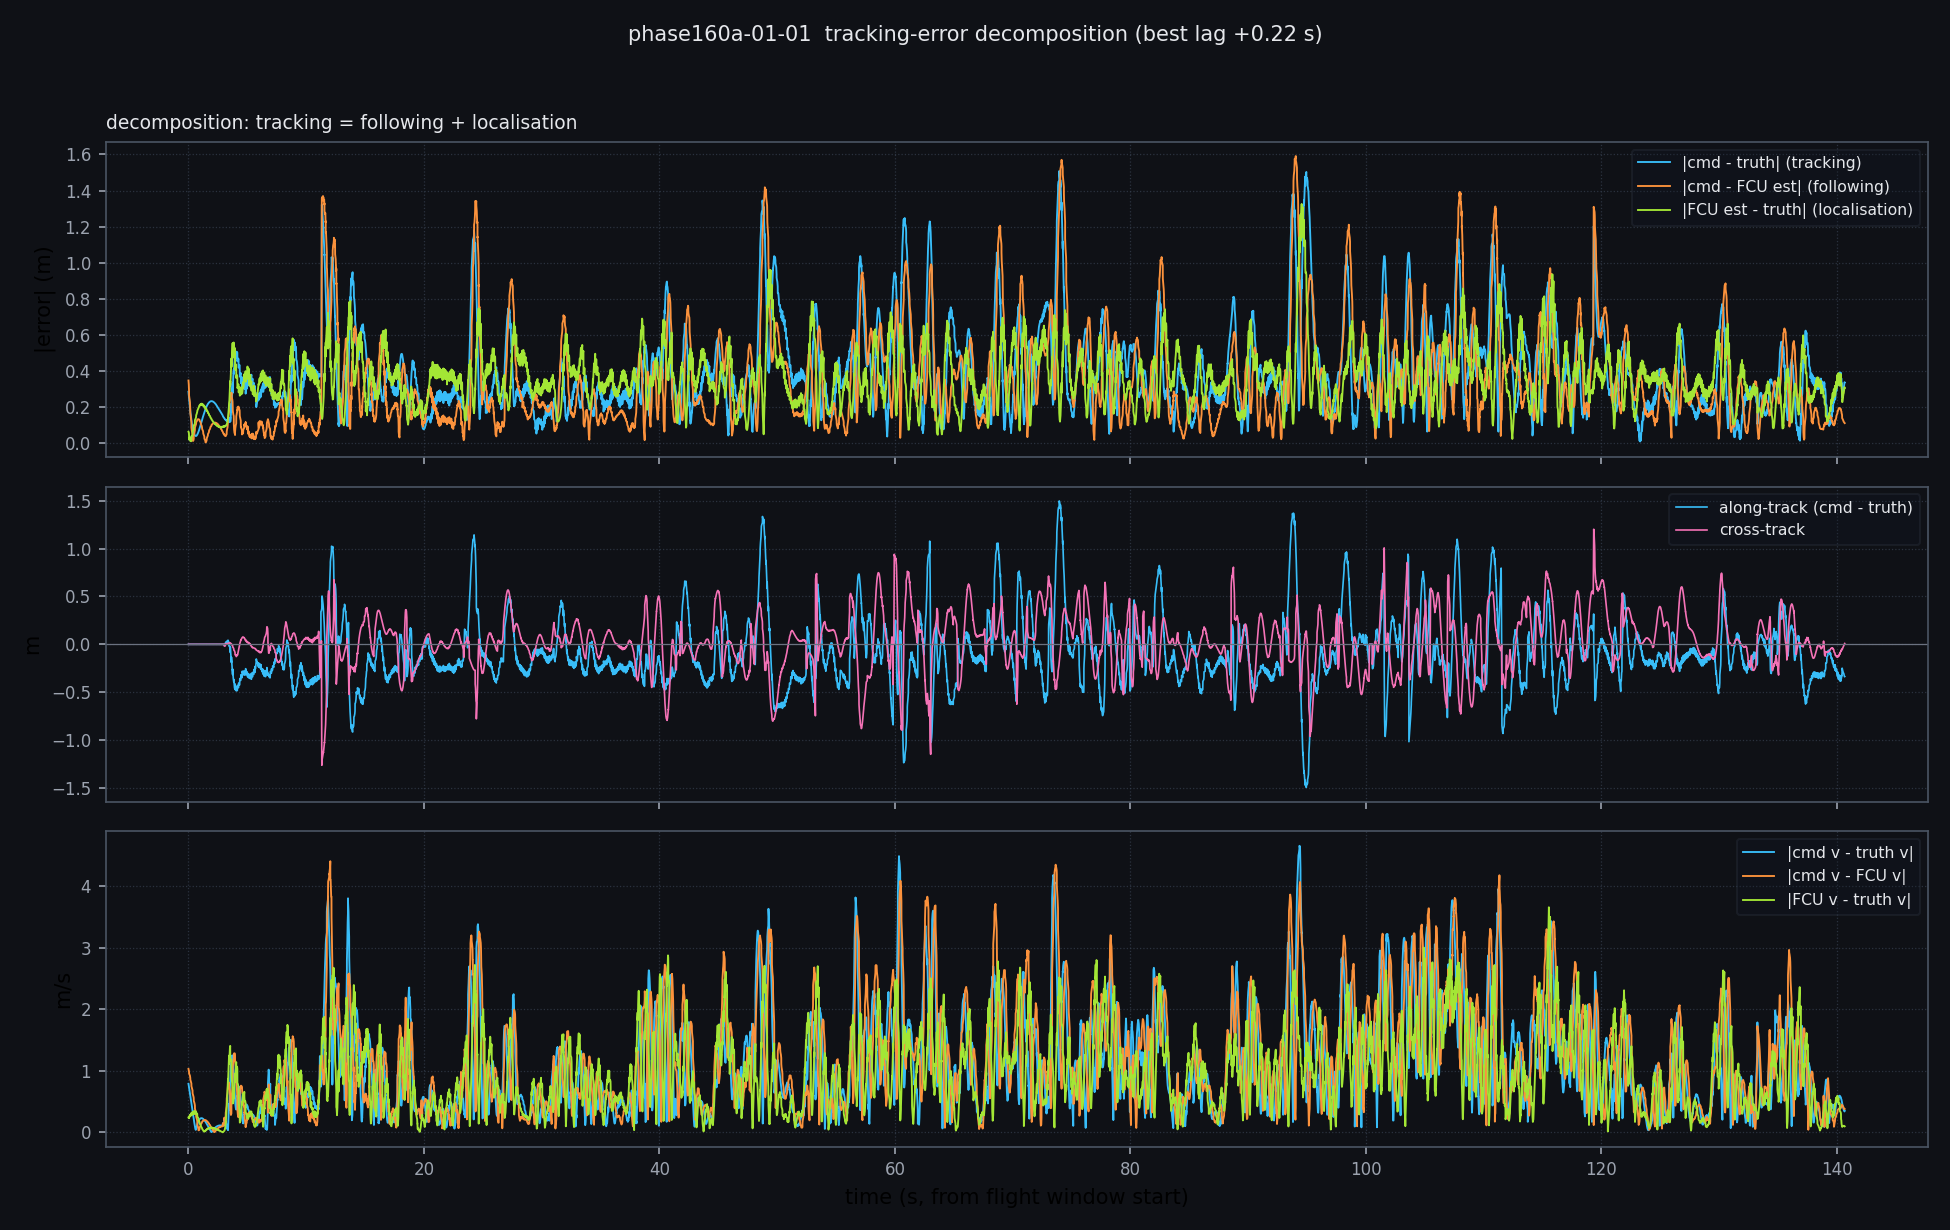 phase160a-01-01  tracking-error decomposition (best lag +0.22 s)
decomposition: tracking = following + localisation
|error| (m)
1.6
1.4
1.2
1.0
0.8
0.6
0.4
0.2
0.0
|cmd - truth| (tracking)
|cmd - FCU est| (following)
|FCU est - truth| (localisation)
m
1.5
1.0
0.5
0.0
−0.5
−1.0
−1.5
along-track (cmd - truth)
cross-track
m/s
4
3
2
1
0
|cmd v - truth v|
|cmd v - FCU v|
|FCU v - truth v|
0 20 40 60 80 100 120 140
time (s, from flight window start)